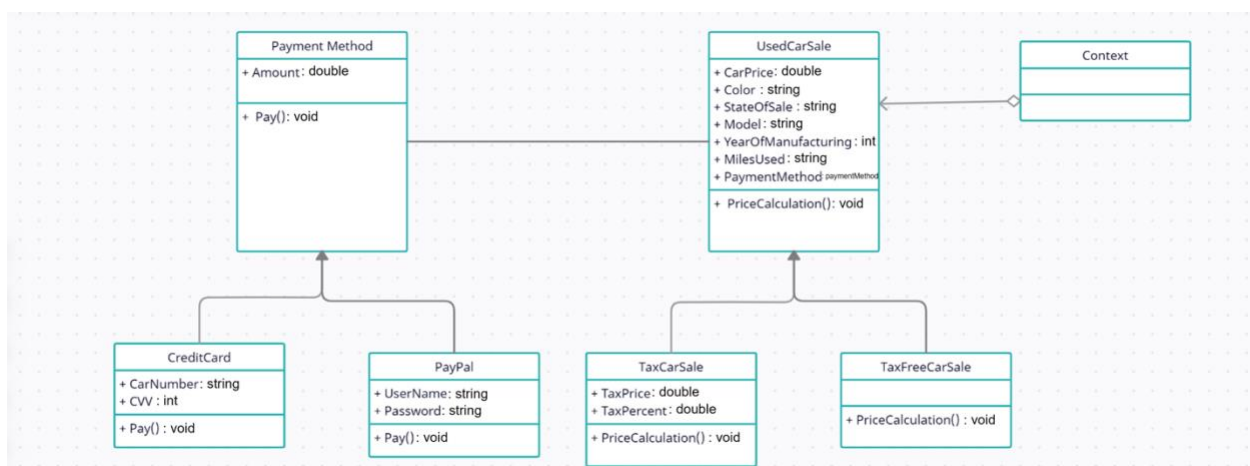 Payment Method
+ Amount: double
+ Pay(): void
UsedCarSale
+ CarPrice: double
+ Color : string
+ StateOfSale : string
+ Model : string
+ YearOfManufacturing : int
+ MilesUsed : string
+ PaymentMethod paymentMethod
+ PriceCalculation(): void
Context
CreditCard
+ CarNumber: string
+ CVV : int
+ Pay() : void
PayPal
+ UserName: string
+ Password: string
+ Pay(): void
TaxCarSale
+ TaxPrice: double
+ TaxPercent : double
+ PriceCalculation() : void
TaxFreeCarSale
+ PriceCalculation() : void